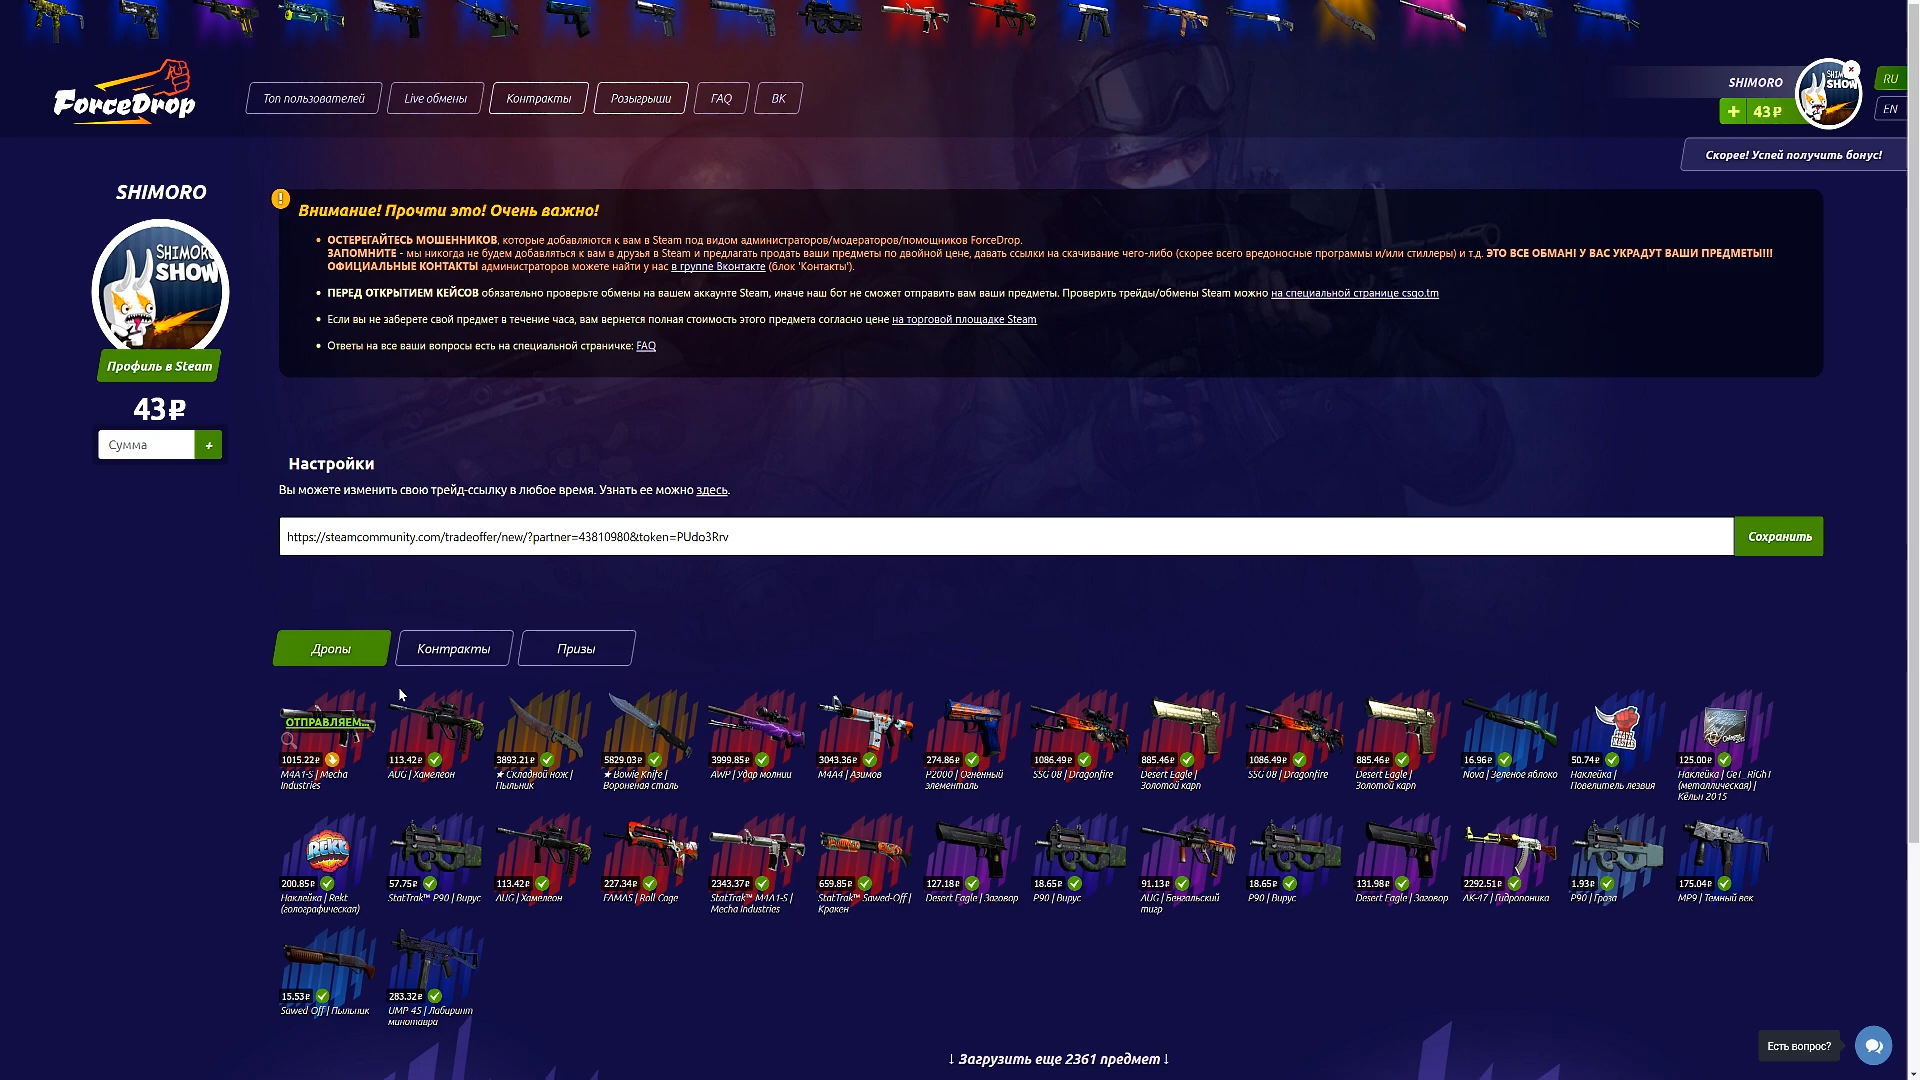 ForceDrop
Топ пользователей
Live обмены
Контракты
Розыгрыши
FAQ
ВК
SHIMORO
+ 43₽
SHIMORO SHOW
×
RU
EN
Скорее! Успей получить бонус!
SHIMORO
SHIMORO
SHOW
Профиль в Steam
43₽
Сумма
+
!
Внимание! Прочти это! Очень важно!
• ОСТЕРЕГАЙТЕСЬ МОШЕННИКОВ, которые добавляются к вам в Steam под видом администраторов/модераторов/помощников ForceDrop.
ЗАПОМНИТЕ - мы никогда не будем добавляться к вам в друзья в Steam и предлагать продать ваши предметы по двойной цене, давать ссылки на скачивание чего-либо (скорее всего вредоносные программы и/или стиллеры) и т.д. ЭТО ВСЕ ОБМАН! У ВАС УКРАДУТ ВАШИ ПРЕДМЕТЫ!!!
ОФИЦИАЛЬНЫЕ КОНТАКТЫ администраторов можете найти у нас в группе Вконтакте (блок 'Контакты').
• ПЕРЕД ОТКРЫТИЕМ КЕЙСОВ обязательно проверьте обмены на вашем аккаунте Steam, иначе наш бот не сможет отправить вам ваши предметы. Проверить трейды/обмены Steam можно на специальной странице csgo.tm
• Если вы не заберете свой предмет в течение часа, вам вернется полная стоимость этого предмета согласно цене на торговой площадке Steam
• Ответы на все ваши вопросы есть на специальной страничке: FAQ
Настройки
Вы можете изменить свою трейд-ссылку в любое время. Узнать ее можно здесь.
https://steamcommunity.com/tradeoffer/new/?partner=43810980&token=PUdo3Rrv
Сохранить
Дропы
Контракты
Призы
ОТПРАВЛЯЕМ...
1015.22₽
M4A1-S | Mecha
Industries
113.42₽
AUG | Хамелеон
3893.21₽
★ Складной нож |
Пыльник
5829.03₽
★ Bowie Knife |
Вороненая сталь
3999.85₽
AWP | Удар молнии
3043.36₽
M4A4 | Азимов
274.86₽
P2000 | Огненный
элементаль
1086.49₽
SSG 08 | Dragonfire
885.46₽
Desert Eagle |
Золотой карп
1086.49₽
SSG 08 | Dragonfire
885.46₽
Desert Eagle |
Золотой карп
16.96₽
Nova | Зеленое яблоко
50.74₽
Наклейка |
Повелитель лезвия
125.00₽
Наклейка | GeT_RiGhT
(металлическая) |
Кёльн 2015
REKT
200.85₽
Наклейка | Rekt
(голографическая)
57.75₽
StatTrak™ P90 | Вирус
113.42₽
AUG | Хамелеон
227.34₽
FAMAS | Roll Cage
2343.37₽
StatTrak™ M4A1-S |
Mecha Industries
659.85₽
StatTrak™ Sawed-Off |
Кракен
127.18₽
Desert Eagle | Заговор
18.65₽
P90 | Вирус
91.13₽
AUG | Бенгальский
тигр
18.65₽
P90 | Вирус
131.98₽
Desert Eagle | Заговор
2292.51₽
AK-47 | Гидропоника
1.93₽
P90 | Гроза
175.04₽
MP9 | Темный век
15.53₽
Sawed-Off | Пыльник
283.32₽
UMP-45 | Лабиринт
минотавра
↓ Загрузить еще 2361 предмет ↓
Есть вопрос?